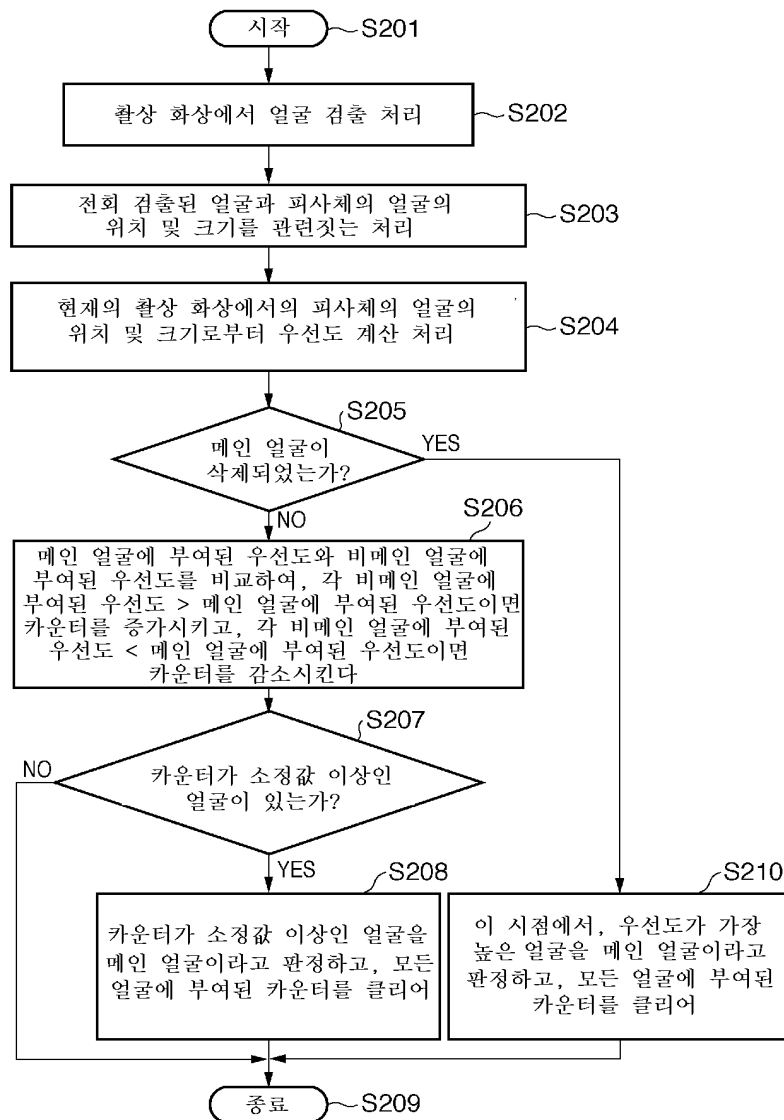 시작
S201
촬상 화상에서 얼굴 검출 처리
S202
전회 검출된 얼굴과 피사체의 얼굴의
위치 및 크기를 관련짓는 처리
S203
현재의 촬상 화상에서의 피사체의 얼굴의
위치 및 크기로부터 우선도 계산 처리
S204
S205
메인 얼굴이
삭제되었는가?
YES
NO
S206
메인 얼굴에 부여된 우선도와 비메인 얼굴에
부여된 우선도를 비교하여, 각 비메인 얼굴에
부여된 우선도 > 메인 얼굴에 부여된 우선도이면
카운터를 증가시키고, 각 비메인 얼굴에 부여된
우선도 < 메인 얼굴에 부여된 우선도이면
카운터를 감소시킨다
S207
NO
카운터가 소정값 이상인
얼굴이 있는가?
YES
S208
카운터가 소정값 이상인 얼굴을
메인 얼굴이라고 판정하고, 모든
얼굴에 부여된 카운터를 클리어
S210
이 시점에서, 우선도가 가장
높은 얼굴을 메인 얼굴이라고
판정하고, 모든 얼굴에 부여된
카운터를 클리어
종료
S209